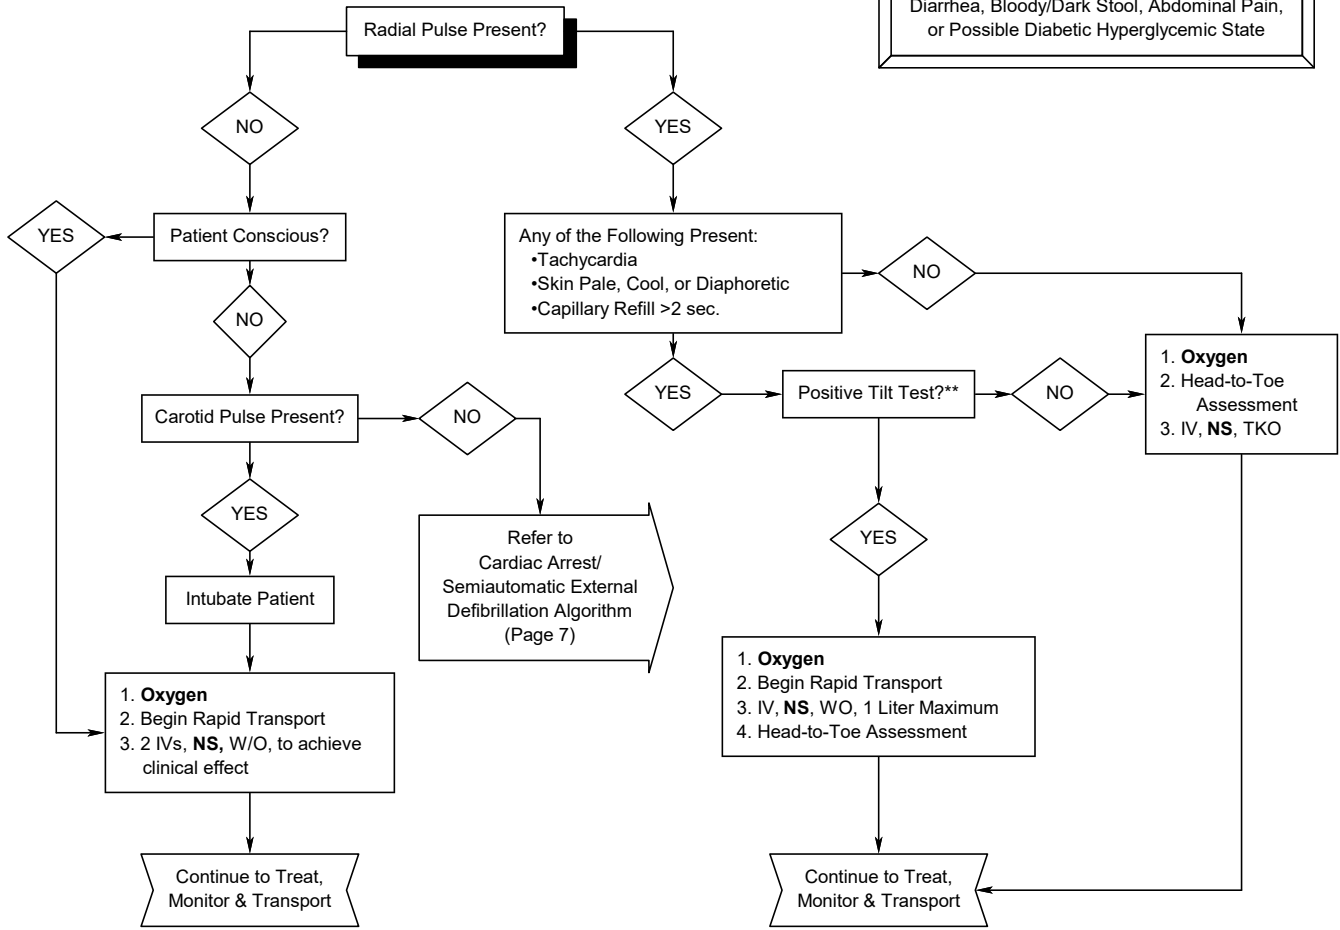 Diarrhea, Bloody/Dark Stool, Abdominal Pain,
or Possible Diabetic Hyperglycemic State
Radial Pulse Present?
NO
YES
YES
Patient Conscious?
NO
Carotid Pulse Present?
NO
YES
Refer to
Cardiac Arrest/
Semiautomatic External
Defibrillation Algorithm
(Page 7)
Intubate Patient
1. Oxygen
2. Begin Rapid Transport
3. 2 IVs, NS, W/O, to achieve
clinical effect
Continue to Treat,
Monitor & Transport
Any of the Following Present:
•Tachycardia
•Skin Pale, Cool, or Diaphoretic
•Capillary Refill >2 sec.
NO
YES
Positive Tilt Test?**
NO
1. Oxygen
2. Head-to-Toe
Assessment
3. IV, NS, TKO
YES
1. Oxygen
2. Begin Rapid Transport
3. IV, NS, WO, 1 Liter Maximum
4. Head-to-Toe Assessment
Continue to Treat,
Monitor & Transport